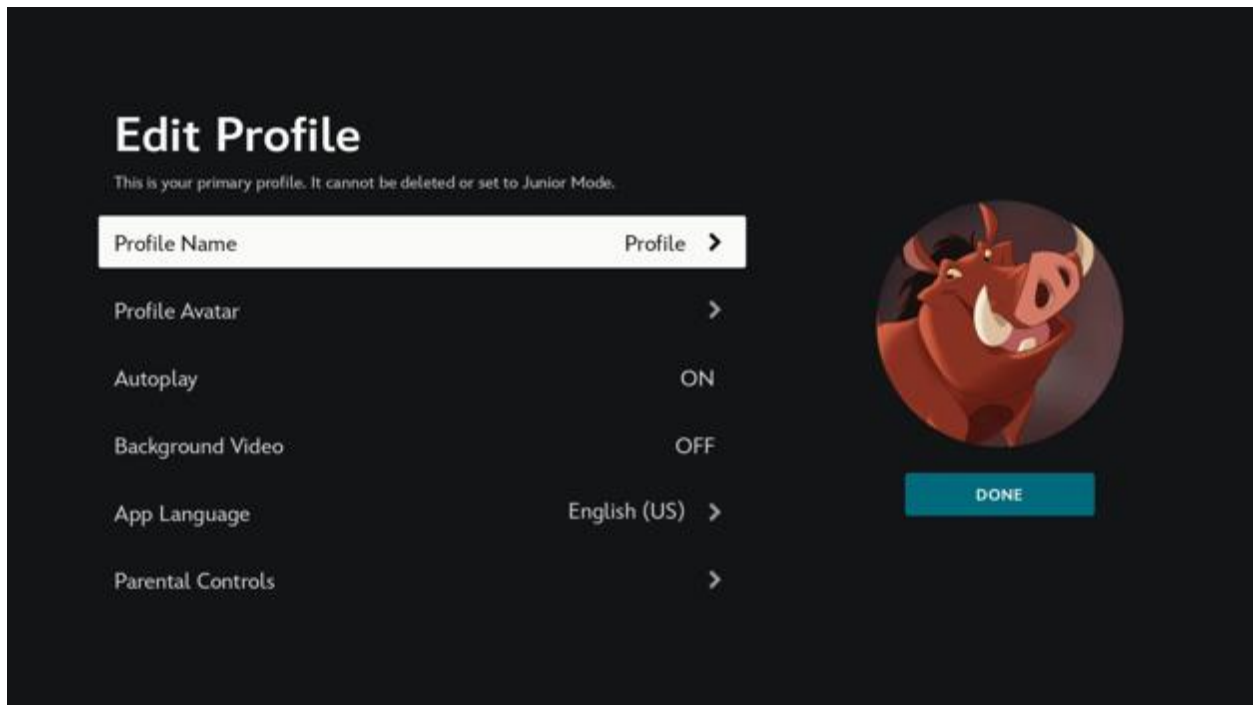 Edit Profile
This is your primary profile. It cannot be deleted or set to Junior Mode.
Profile Name Profile
Profile Avatar
Autoplay ON
Background Video OFF
App Language English (US)
Parental Controls
DONE